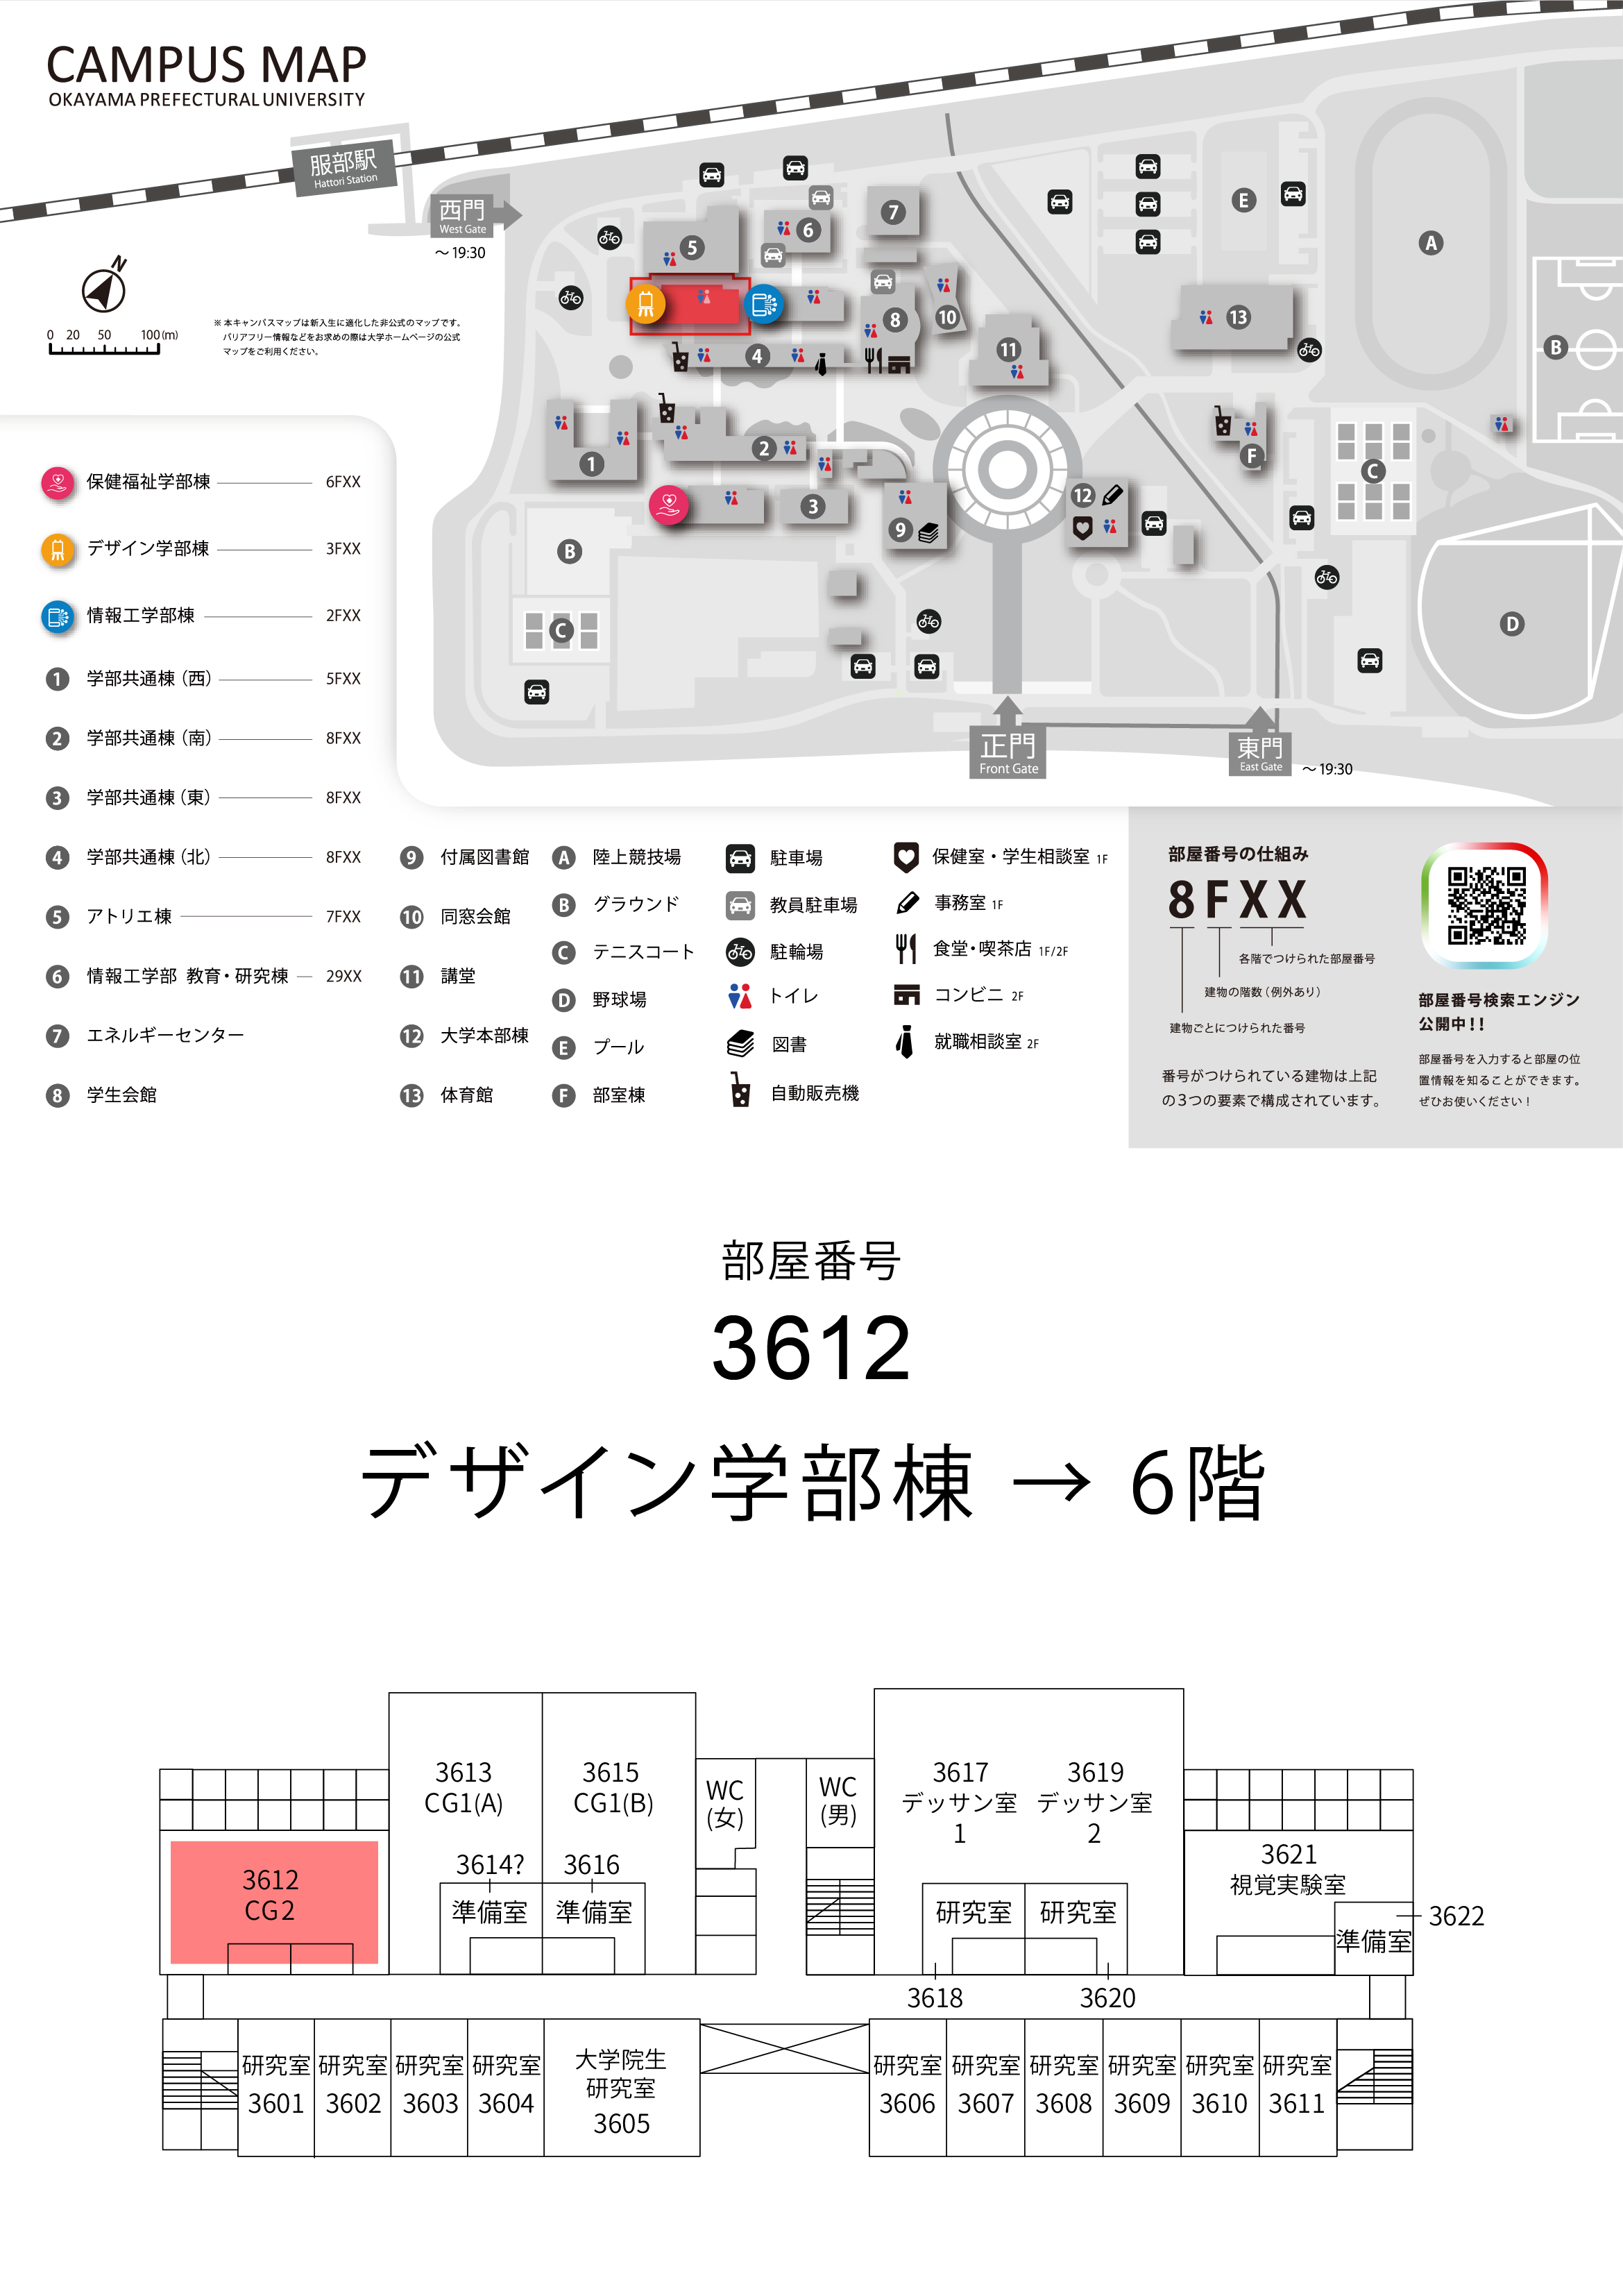 CAMPUS MAP
OKAYAMA PREFECTURAL UNIVERSITY
服部駅
Hattori Station
西門
West Gate
～19:30
N
0 20 50 100(m)
※ 本キャンパスマップは新入生に適化した非公式のマップです。
バリアフリー情報などをお求めの際は大学ホームページの公式
マップをご利用ください。
5
6
7
8
10
4
11
13
1
2
3
9
12
A
B
C
D
E
F
B
C
正門
Front Gate
東門
East Gate
～19:30
保健福祉学部棟 6FXX
デザイン学部棟 3FXX
情報工学部棟 2FXX
1 学部共通棟（西） 5FXX
2 学部共通棟（南） 8FXX
3 学部共通棟（東） 8FXX
4 学部共通棟（北） 8FXX
5 アトリエ棟 7FXX
6 情報工学部 教育・研究棟 29XX
7 エネルギーセンター
8 学生会館
9 付属図書館
10 同窓会館
11 講堂
12 大学本部棟
13 体育館
A 陸上競技場
B グラウンド
C テニスコート
D 野球場
E プール
F 部室棟
駐車場
教員駐車場
駐輪場
トイレ
図書
自動販売機
保健室・学生相談室 1F
事務室 1F
食堂・喫茶店 1F/2F
コンビニ 2F
就職相談室 2F
部屋番号の仕組み
8FXX
各階でつけられた部屋番号
建物の階数（例外あり）
建物ごとにつけられた番号
番号がつけられている建物は上記
の３つの要素で構成されています。
部屋番号検索エンジン
公開中!!
部屋番号を入力すると部屋の位
置情報を知ることができます。
ぜひお使いください！
部屋番号
3612
デザイン学部棟 → 6階
3613
CG1(A)
3615
CG1(B)
WC
(女)
WC
(男)
3617
デッサン室
1
3619
デッサン室
2
3612
CG2
3614?
準備室
3616
準備室
研究室
研究室
3621
視覚実験室
3622
準備室
3618
3620
研究室
3601
研究室
3602
研究室
3603
研究室
3604
大学院生
研究室
3605
研究室
3606
研究室
3607
研究室
3608
研究室
3609
研究室
3610
研究室
3611